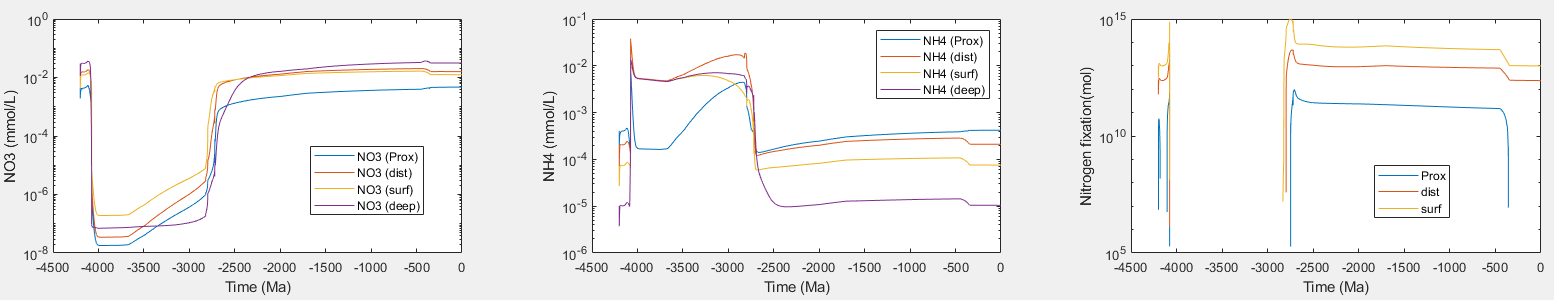 10^0
10^-2
10^-4
10^-6
10^-8
NO3 (mmol/L)
NO3 (Prox)
NO3 (dist)
NO3 (surf)
NO3 (deep)
-4500 -4000 -3500 -3000 -2500 -2000 -1500 -1000 -500 0
Time (Ma)
10^-1
10^-2
10^-3
10^-4
10^-5
10^-6
NH4 (mmol/L)
NH4 (Prox)
NH4 (dist)
NH4 (surf)
NH4 (deep)
-4500 -4000 -3500 -3000 -2500 -2000 -1500 -1000 -500 0
Time (Ma)
10^15
10^10
10^5
Nitrogen fixation(mol)
Prox
dist
surf
-4500 -4000 -3500 -3000 -2500 -2000 -1500 -1000 -500 0
Time (Ma)